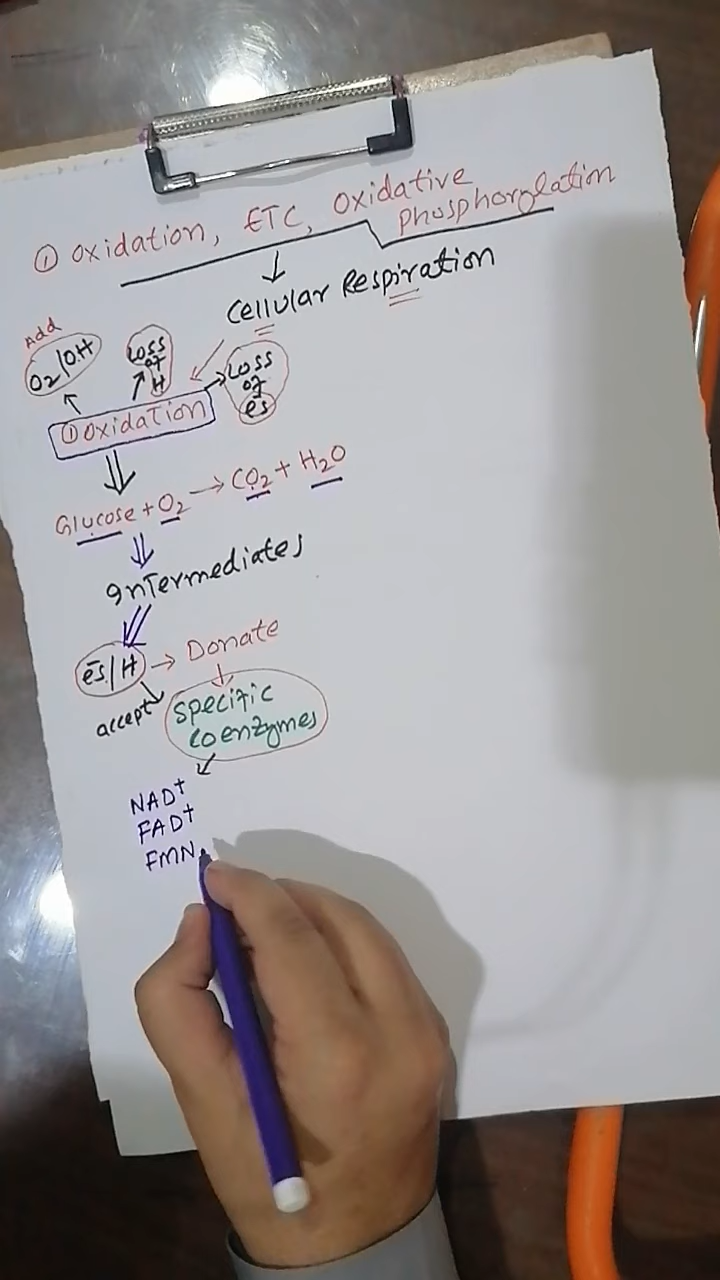 ① Oxidation, ETC, Oxidative
Phosphorylation
Cellular Respiration
Add
O2/OH
Loss
of
H
Loss
of
es
① Oxidation
Glucose + O2 → CO2 + H2O
Intermediates
ēs/H → Donate
accept
Specific
Coenzymes
NAD+
FAD+
FMN